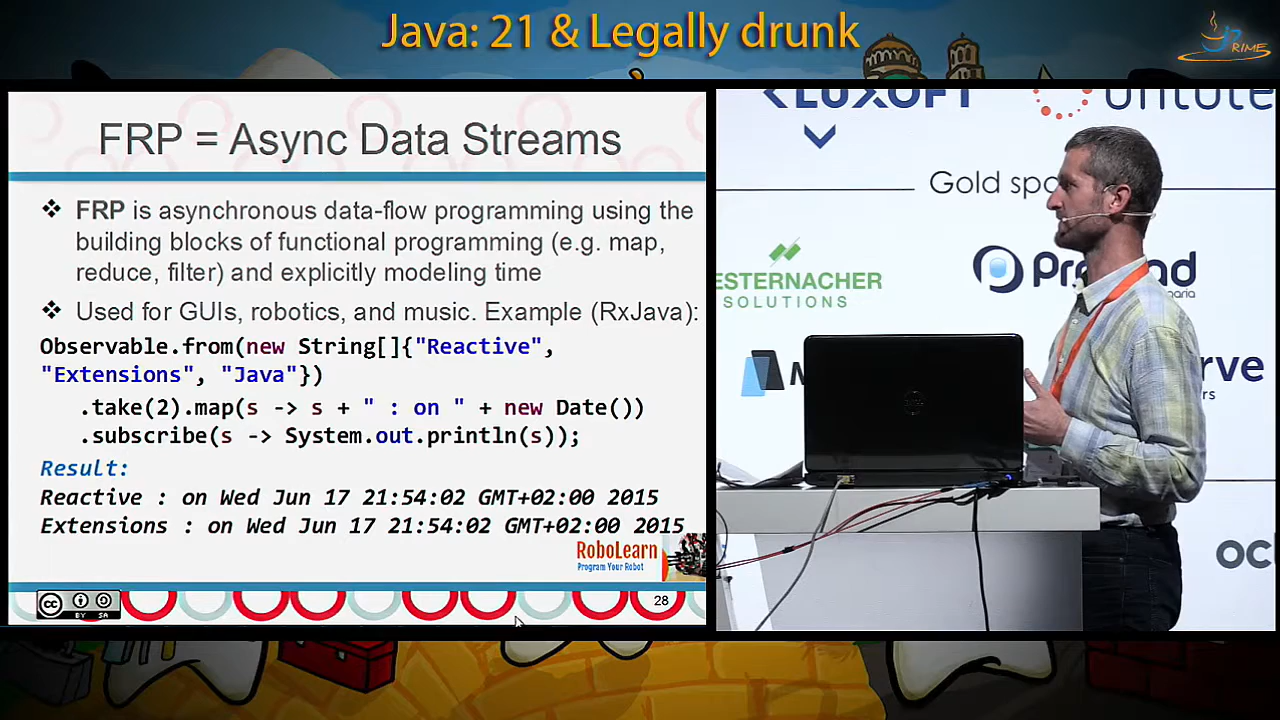 Java: 21 & Legally drunk
JPRIME
FRP = Async Data Streams
❖ FRP is asynchronous data-flow programming using the
building blocks of functional programming (e.g. map,
reduce, filter) and explicitly modeling time
❖ Used for GUIs, robotics, and music. Example (RxJava):
Observable.from(new String[]{"Reactive",
"Extensions", "Java"})
.take(2).map(s -> s + " : on " + new Date())
.subscribe(s -> System.out.println(s));
Result:
Reactive : on Wed Jun 17 21:54:02 GMT+02:00 2015
Extensions : on Wed Jun 17 21:54:02 GMT+02:00 2015
RoboLearn
Program Your Robot
CC BY SA
28
LUXOFT
Gold spo
ESTERNACHER
SOLUTIONS